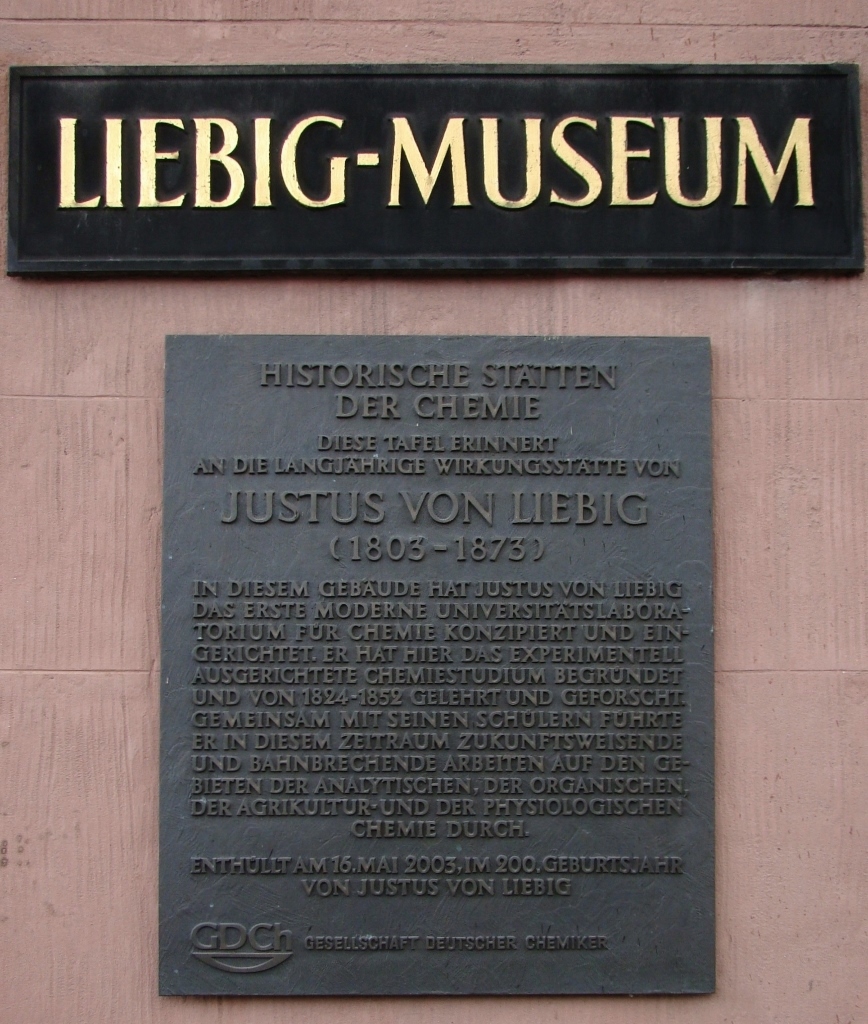 LIEBIG-MUSEUM
HISTORISCHE STÄTTEN
DER CHEMIE
DIESE TAFEL ERINNERT
AN DIE LANGJÄHRIGE WIRKUNGSSTÄTTE VON
JUSTUS VON LIEBIG
(1803-1873)
IN DIESEM GEBÄUDE HAT JUSTUS VON LIEBIG
DAS ERSTE MODERNE UNIVERSITÄTSLABORA-
TORIUM FÜR CHEMIE KONZIPIERT UND EIN-
GERICHTET. ER HAT HIER DAS EXPERIMENTELL
AUSGERICHTETE CHEMIESTUDIUM BEGRÜNDET
UND VON 1824-1852 GELEHRT UND GEFORSCHT.
GEMEINSAM MIT SEINEN SCHÜLERN FÜHRTE
ER IN DIESEM ZEITRAUM ZUKUNFTSWEISENDE
UND BAHNBRECHENDE ARBEITEN AUF DEN GE-
BIETEN DER ANALYTISCHEN, DER ORGANISCHEN,
DER AGRIKULTUR- UND DER PHYSIOLOGISCHEN
CHEMIE DURCH.
ENTHÜLLT AM 16. MAI 2003, IM 200. GEBURTSJAHR
VON JUSTUS VON LIEBIG
GDCh GESELLSCHAFT DEUTSCHER CHEMIKER